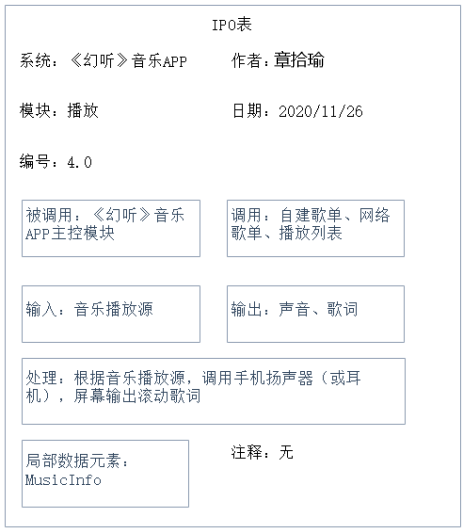 IPO表
系统：《幻听》音乐APP 作者：章拾瑜
模块：播放 日期：2020/11/26
编号：4.0
被调用：《幻听》音乐
APP主控模块
调用：自建歌单、网络
歌单、播放列表
输入：音乐播放源
输出：声音、歌词
处理：根据音乐播放源，调用手机扬声器（或耳
机），屏幕输出滚动歌词
局部数据元素：
MusicInfo
注释：无